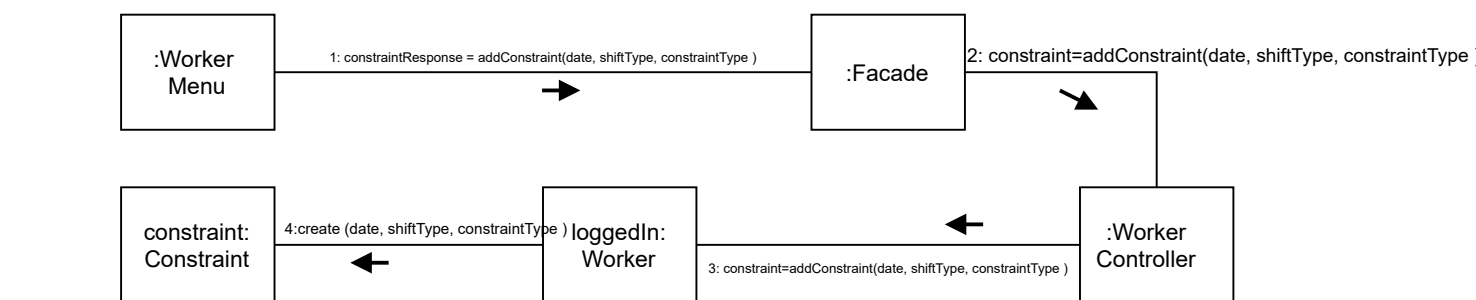 :Worker
Menu
1: constraintResponse = addConstraint(date, shiftType, constraintType )
:Facade
2: constraint=addConstraint(date, shiftType, constraintType )
constraint:
Constraint
4:create (date, shiftType, constraintType )
loggedIn:
Worker
3: constraint=addConstraint(date, shiftType, constraintType )
:Worker
Controller